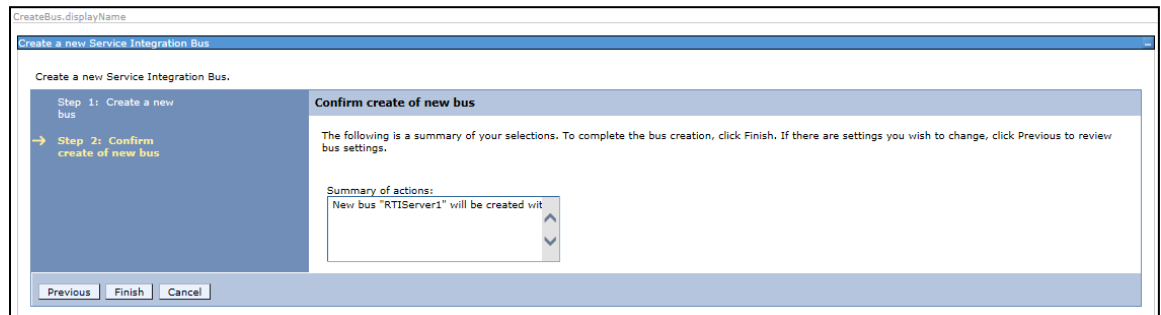 CreateBus.displayName
Create a new Service Integration Bus
Create a new Service Integration Bus.
Step 1: Create a new
bus
Step 2: Confirm
create of new bus
Confirm create of new bus
The following is a summary of your selections. To complete the bus creation, click Finish. If there are settings you wish to change, click Previous to review
bus settings.
Summary of actions:
New bus "RTIServer1" will be created wit
Previous Finish Cancel